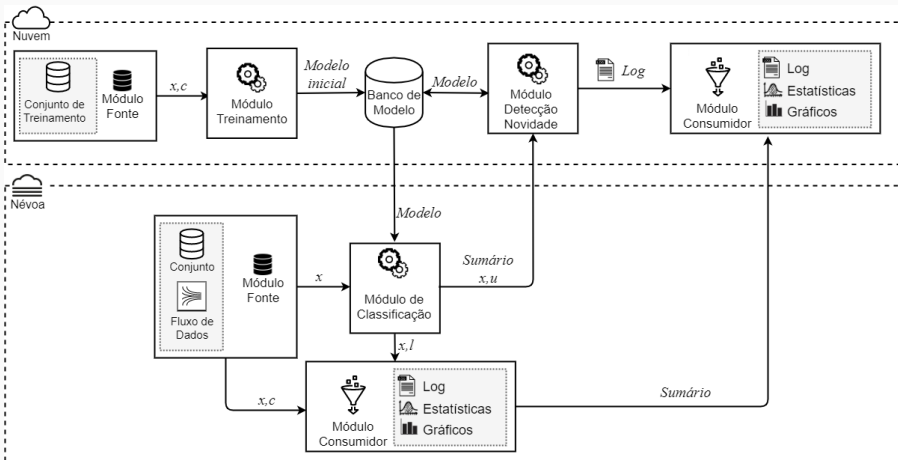 Nuvem
Conjunto de
Treinamento
Módulo
Fonte
x,c
Módulo
Treinamento
Modelo
inicial
Banco de
Modelo
Modelo
Módulo
Detecção
Novidade
Log
Módulo
Consumidor
Log
Estatísticas
Gráficos
Névoa
Modelo
Conjunto
Fluxo de
Dados
Módulo
Fonte
x
Módulo de
Classificação
Sumário
x,u
x,l
x,c
Módulo
Consumidor
Log
Estatísticas
Gráficos
Sumário